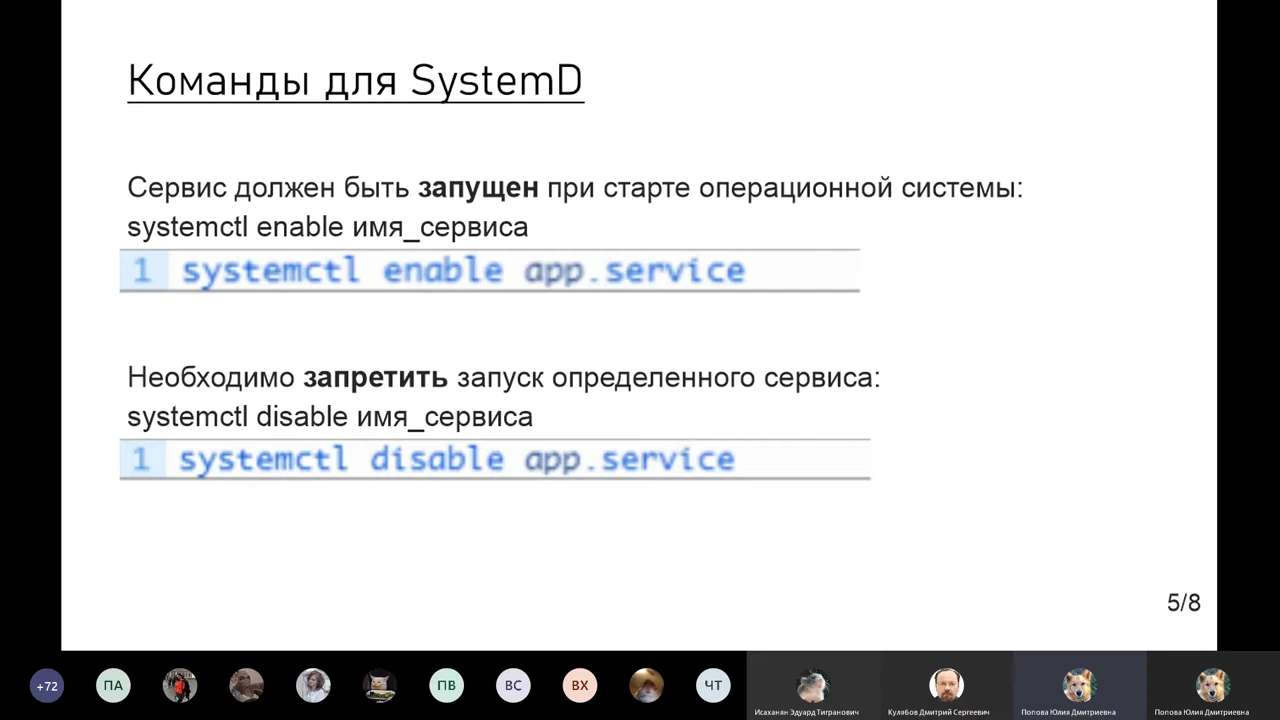 Команды для SystemD
Сервис должен быть запущен при старте операционной системы:
systemctl enable имя_сервиса
1 systemctl enable app.service
Необходимо запретить запуск определенного сервиса:
systemctl disable имя_сервиса
1 systemctl disable app.service
5/8
+72 ПА ПВ ВС ВХ ЧТ
Исаханян Эдуард Тигранович Кулябов Дмитрий Сергеевич Попова Юлия Дмитриевна Попова Юлия Дмитриевна